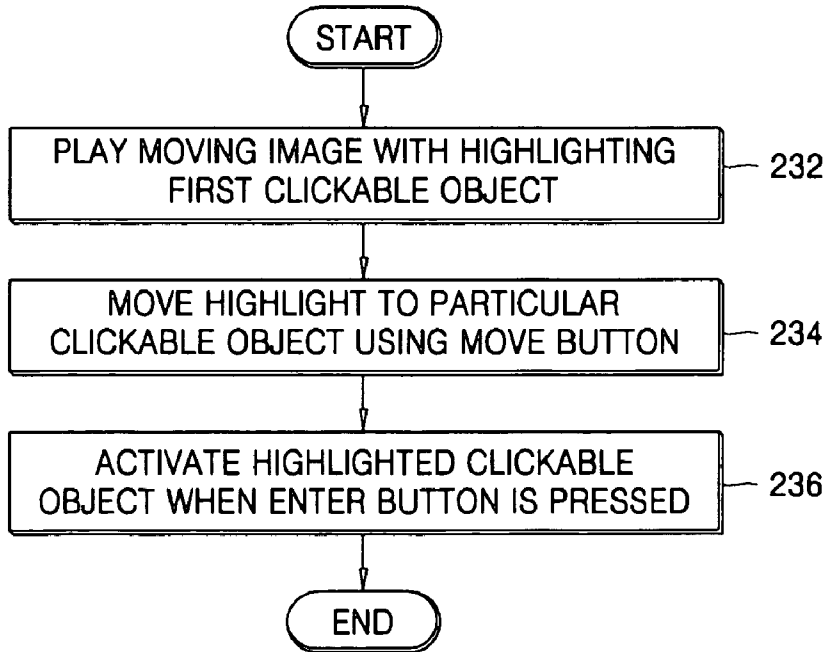 START
PLAY MOVING IMAGE WITH HIGHLIGHTING
FIRST CLICKABLE OBJECT
232
MOVE HIGHLIGHT TO PARTICULAR
CLICKABLE OBJECT USING MOVE BUTTON
234
ACTIVATE HIGHLIGHTED CLICKABLE
OBJECT WHEN ENTER BUTTON IS PRESSED
236
END